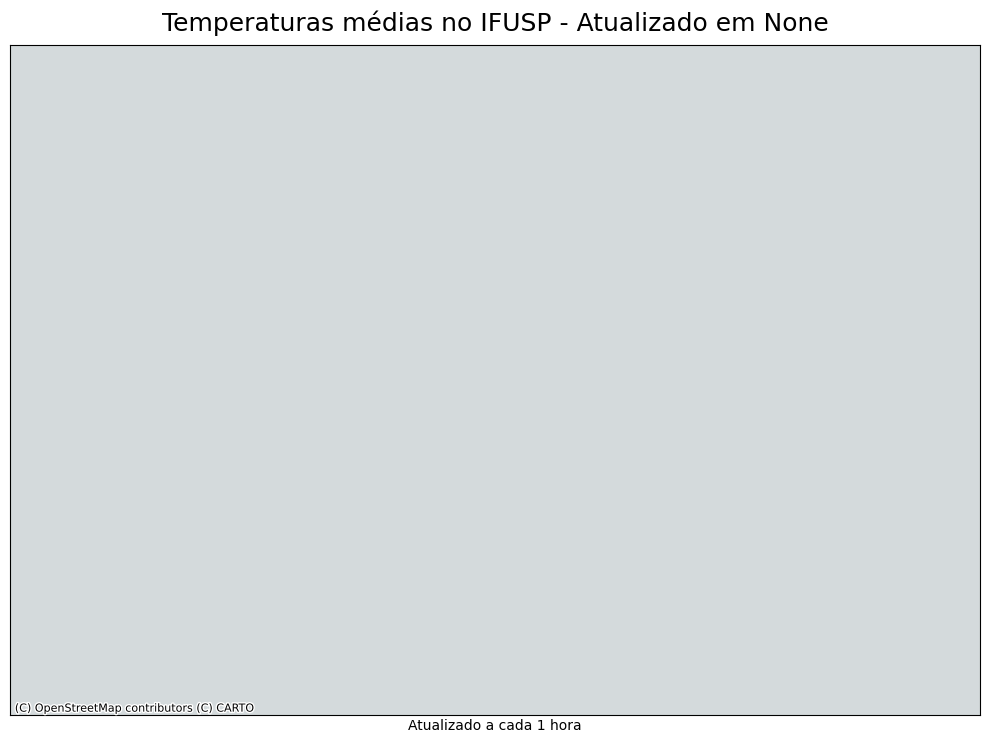 Temperaturas médias no IFUSP - Atualizado em None
(C) OpenStreetMap contributors (C) CARTO
Atualizado a cada 1 hora